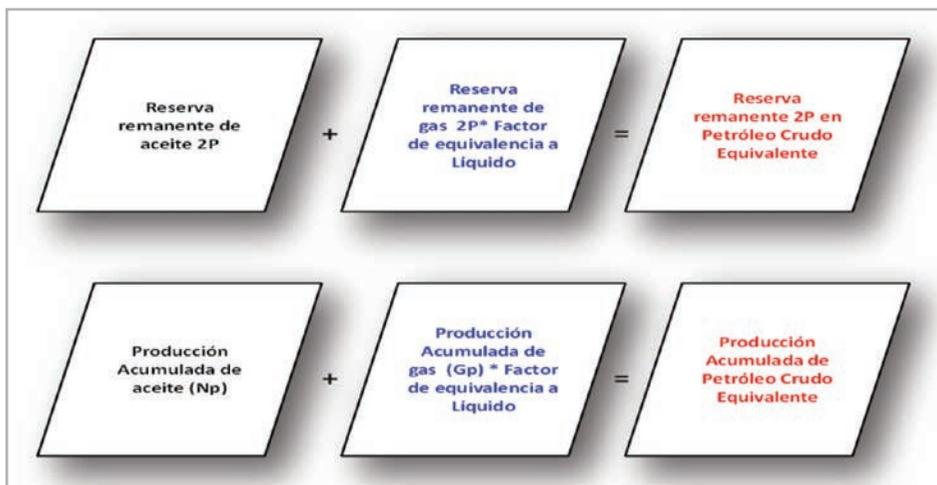 Reserva
remanente de
aceite 2P
+
Reserva
remanente de
gas 2P* Factor
de equivalencia a
Líquido
=
Reserva
remanente 2P en
Petróleo Crudo
Equivalente
Producción
Acumulada de
aceite (Np)
+
Producción
Acumulada de
gas (Gp) * Factor
de equivalencia a
Líquido
=
Producción
Acumulada de
Petróleo Crudo
Equivalente